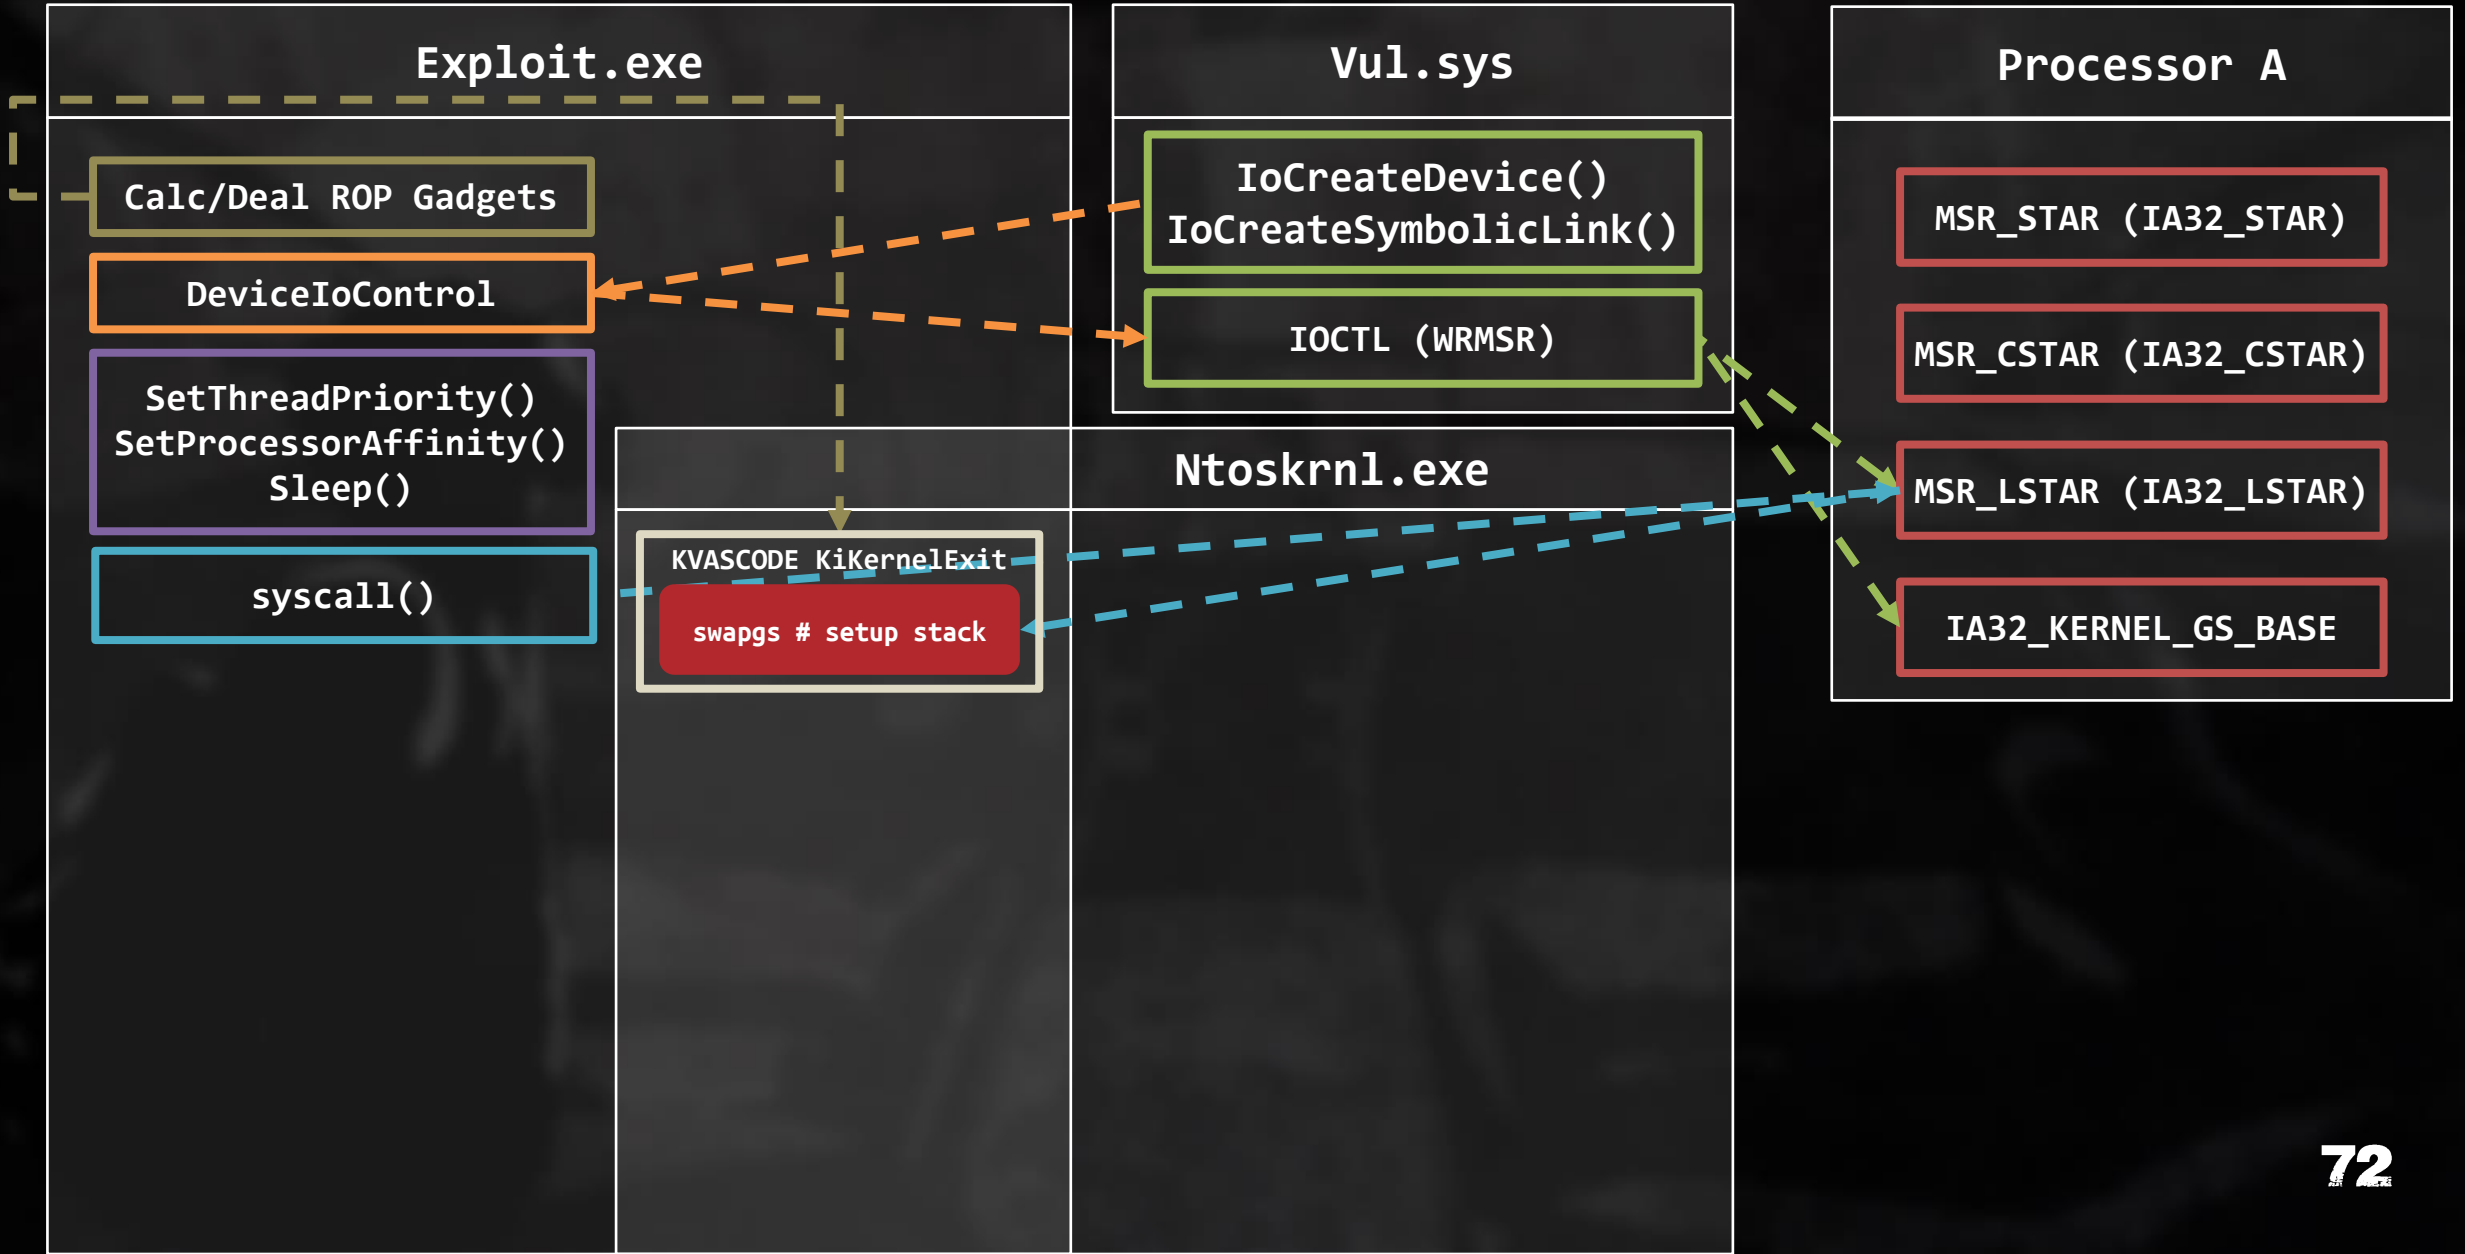 Exploit.exe
Calc/Deal ROP Gadgets
DeviceIoControl
SetThreadPriority()
SetProcessorAffinity()
Sleep()
syscall()
Vul.sys
IoCreateDevice()
IoCreateSymbolicLink()
IOCTL (WRMSR)
Ntoskrnl.exe
KVASCODE KiKernelExit
swapgs # setup stack
Processor A
MSR_STAR (IA32_STAR)
MSR_CSTAR (IA32_CSTAR)
MSR_LSTAR (IA32_LSTAR)
IA32_KERNEL_GS_BASE
72